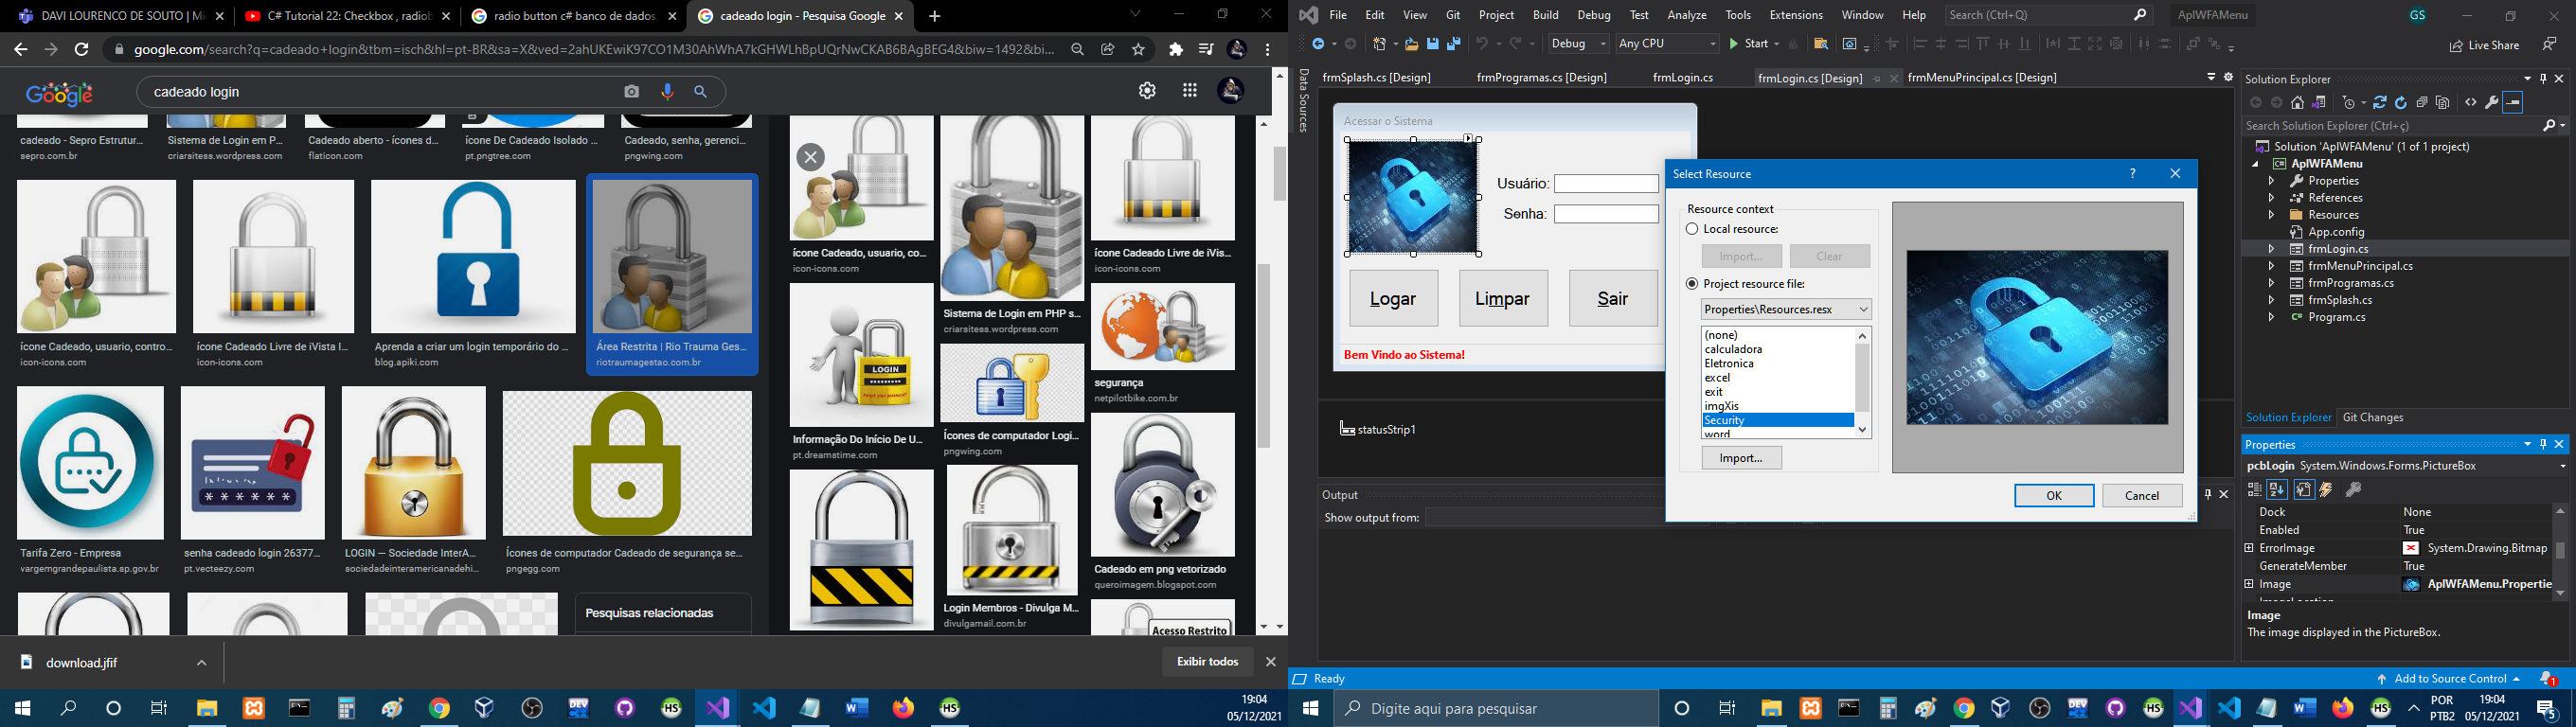 DAVI LOURENCO DE SOUTO | Mi
C# Tutorial 22: Checkbox , radiob
radio button c# banco de dados
cadeado login - Pesquisa Google
google.com/search?q=cadeado+login&tbm=isch&hl=pt-BR&sa=X&ved=2ahUKEwiK97CO1M30AhWhA7kGHWLhBpUQrNwCKAB6BAgBEG4&biw=1492&bi...
Google
cadeado login
cadeado - Sepro Estrutur...
sepro.com.br
Sistema de Login em P...
criarsitess.wordpress.com
Cadeado aberto - ícones d...
flaticon.com
ícone De Cadeado Isolado ...
pt.pngtree.com
Cadeado, senha, gerenci...
pngwing.com
ícone Cadeado, usuario, contro...
icon-icons.com
ícone Cadeado Livre de iVista I...
icon-icons.com
Aprenda a criar um login temporário do ...
blog.apiki.com
Área Restrita | Rio Trauma Ges...
riotraumagestao.com.br
Tarifa Zero - Empresa
vargemgrandepaulista.sp.gov.br
senha cadeado login 26377...
pt.vecteezy.com
LOGIN — Sociedade InterA...
sociedadeinteramericanadehi...
Ícones de computador Cadeado de segurança se...
pngegg.com
Pesquisas relacionadas
ícone Cadeado, usuario, co...
icon-icons.com
LOGIN
Informação Do Início De U...
pt.dreamstime.com
Sistema de Login em PHP s...
criarsitess.wordpress.com
Ícones de computador Logi...
pngwing.com
Login Membros - Divulga M...
divulgamail.com.br
ícone Cadeado Livre de iVis...
icon-icons.com
segurança
netpilotbike.com.br
Cadeado em png vetorizado
queroimagem.blogspot.com
Acesso Restrito
download.jfif
Exibir todos
19:04
05/12/2021
File Edit View Git Project Build Debug Test Analyze Tools Extensions Window Help
Search (Ctrl+Q)
AplWFAMenu
GS
Debug
Any CPU
Start
Live Share
Data Sources
frmSplash.cs [Design]
frmProgramas.cs [Design]
frmLogin.cs
frmLogin.cs [Design]
frmMenuPrincipal.cs [Design]
Acessar o Sistema
Usuário:
Senha:
Logar
Limpar
Sair
Bem Vindo ao Sistema!
statusStrip1
Output
Show output from:
Select Resource
?
Resource context
Local resource:
Import...
Clear
Project resource file:
Properties\Resources.resx
(none)
calculadora
Eletronica
excel
exit
imgXis
Security
word
Import...
OK
Cancel
Solution Explorer
Search Solution Explorer (Ctrl+ç)
Solution 'AplWFAMenu' (1 of 1 project)
AplWFAMenu
Properties
References
Resources
App.config
frmLogin.cs
frmMenuPrincipal.cs
frmProgramas.cs
frmSplash.cs
Program.cs
Solution Explorer
Git Changes
Properties
pcbLogin System.Windows.Forms.PictureBox
Dock None
Enabled True
ErrorImage System.Drawing.Bitmap
GenerateMember True
Image AplWFAMenu.Propertie
Image
The image displayed in the PictureBox.
Ready
Add to Source Control
1
Digite aqui para pesquisar
POR
PTB2
19:04
05/12/2021
5